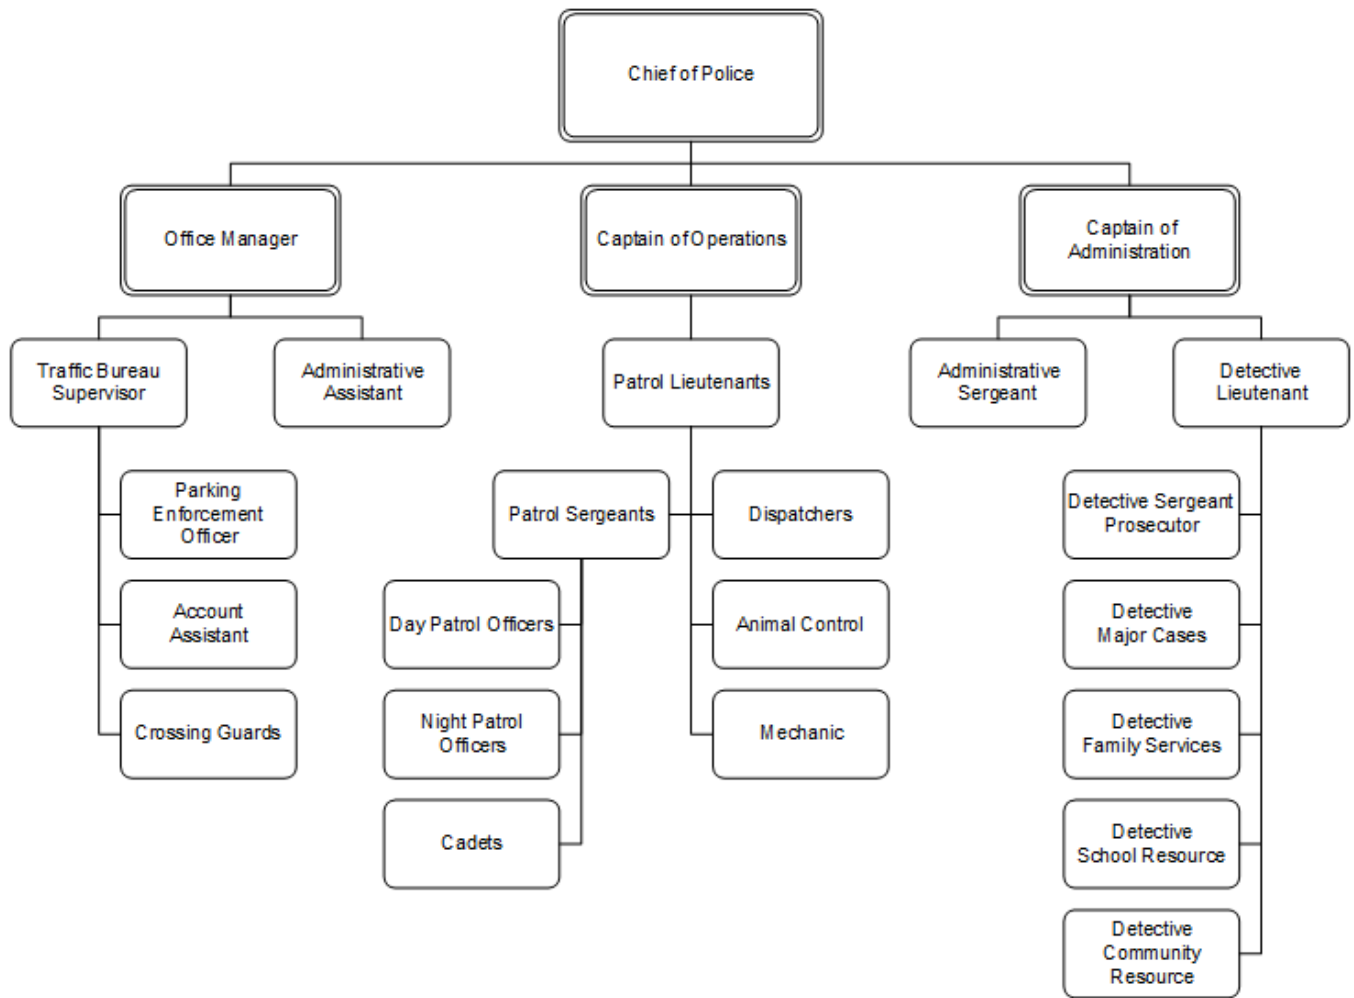 Chief of Police
Office Manager
Captain of Operations
Captain of
Administration
Traffic Bureau
Supervisor
Administrative
Assistant
Patrol Lieutenants
Administrative
Sergeant
Detective
Lieutenant
Parking
Enforcement
Officer
Patrol Sergeants
Dispatchers
Detective Sergeant
Prosecutor
Account
Assistant
Day Patrol Officers
Animal Control
Detective
Major Cases
Crossing Guards
Night Patrol
Officers
Mechanic
Detective
Family Services
Cadets
Detective
School Resource
Detective
Community
Resource